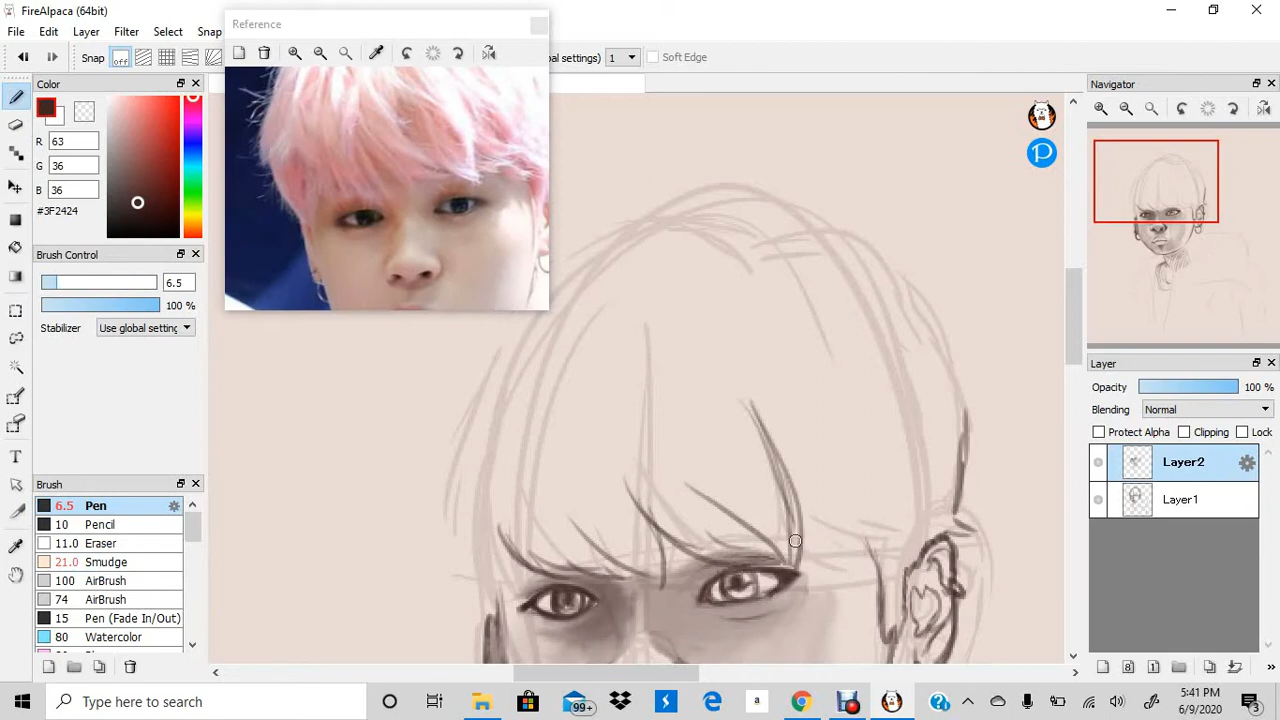 FireAlpaca (64bit)
Reference
File Edit Layer Filter Select Snap
Snap off
al settings) 1 Soft Edge
Color
R 63
G 36
B 36
#3F2424
Brush Control
6.5
100 %
Stabilizer Use global setting
Brush
6.5 Pen
10 Pencil
11.0 Eraser
21.0 Smudge
100 AirBrush
74 AirBrush
15 Pen (Fade In/Out)
80 Watercolor
Navigator
Layer
Opacity 100 %
Blending Normal
Protect Alpha Clipping Lock
Layer2
Layer1
Type here to search
99+
a
5:41 PM
6/9/2020
3